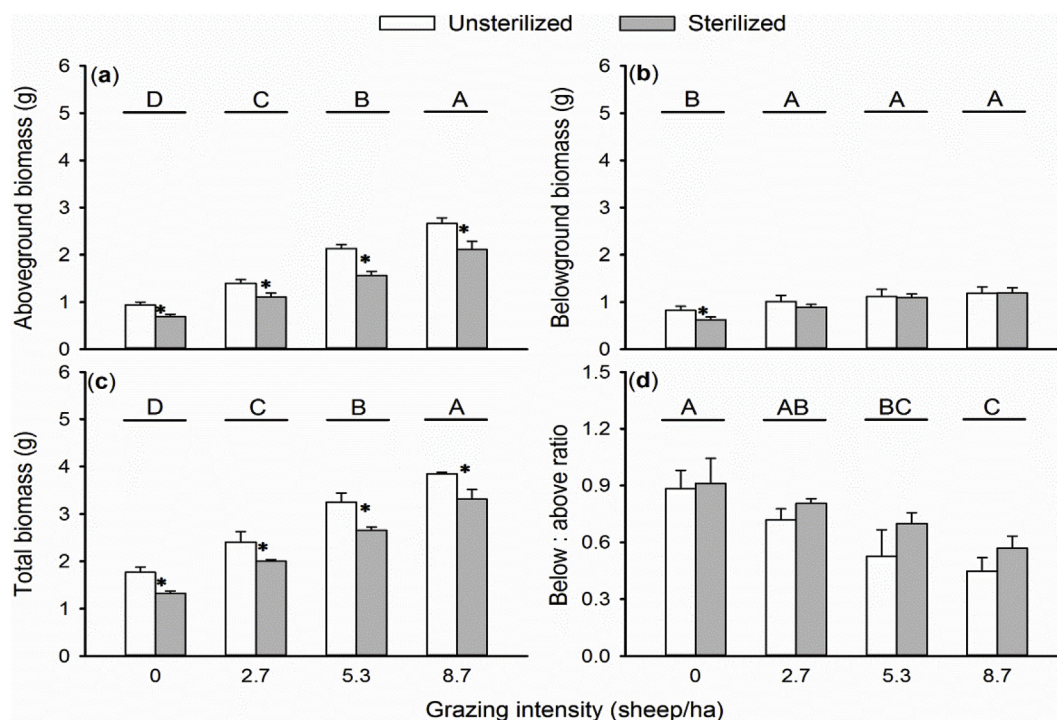 Unsterilized Sterilized
(a)
Aboveground biomass (g)
6
5
4
3
2
1
0
D C B A
* * * *
(b)
Belowground biomass (g)
6
5
4
3
2
1
0
B A A A
*
(c)
Total biomass (g)
6
5
4
3
2
1
0
D C B A
* * * *
0 2.7 5.3 8.7
(d)
Below : above ratio
1.5
1.2
0.9
0.6
0.3
0.0
A AB BC C
0 2.7 5.3 8.7
Grazing intensity (sheep/ha)